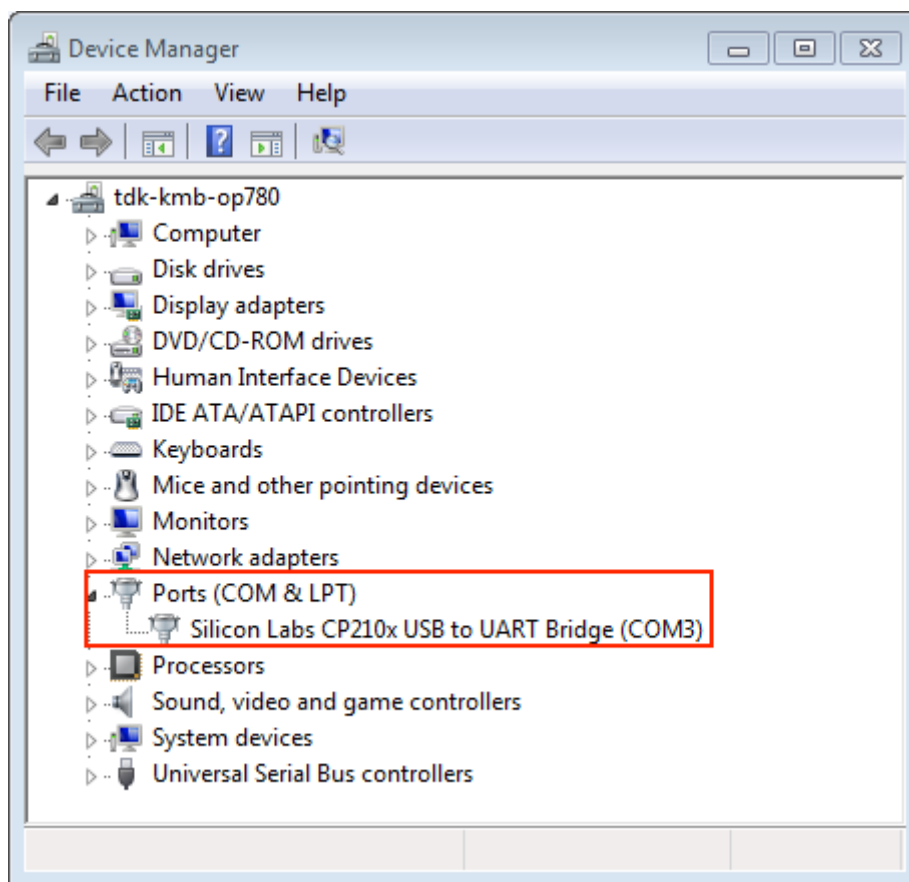 Device Manager
File Action View Help
tdk-kmb-op780
Computer
Disk drives
Display adapters
DVD/CD-ROM drives
Human Interface Devices
IDE ATA/ATAPI controllers
Keyboards
Mice and other pointing devices
Monitors
Network adapters
Ports (COM & LPT)
Silicon Labs CP210x USB to UART Bridge (COM3)
Processors
Sound, video and game controllers
System devices
Universal Serial Bus controllers